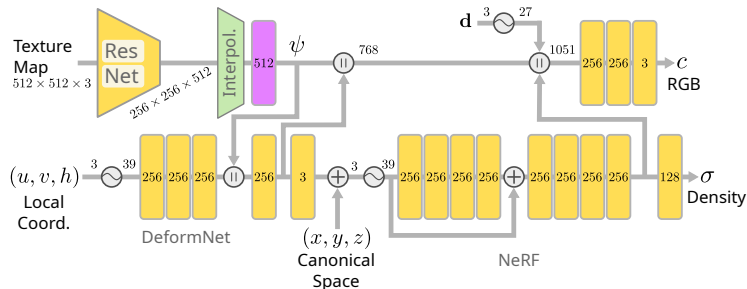 Texture
Map
512 × 512 × 3
Res
Net
256 × 256 × 512
Interpol.
512
ψ
||
768
d
3
27
||
1051
256
256
3
c
RGB
(u, v, h)
Local
Coord.
3
39
256
256
256
||
256
3
+
3
39
256
256
256
256
+
256
256
256
256
128
σ
Density
DeformNet
(x, y, z)
Canonical
Space
NeRF